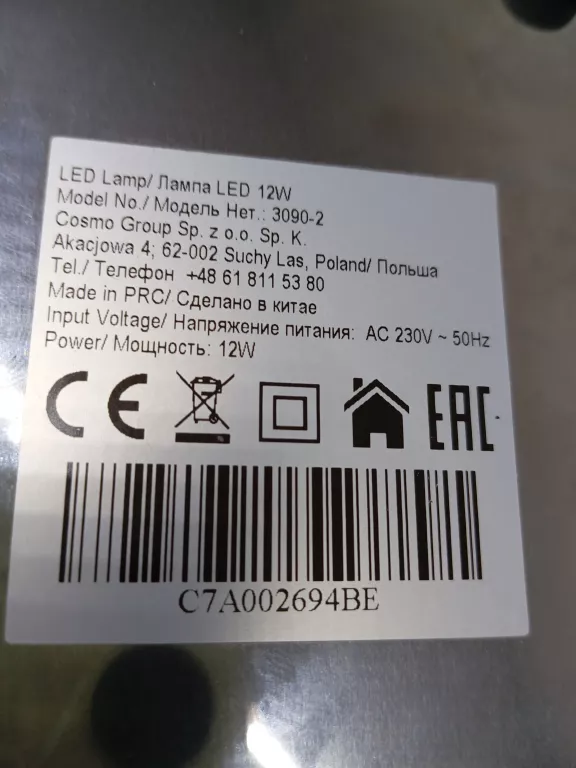 LED Lamp/ Лампа LED 12W
Model No./ Модель Нет.: 3090-2
Cosmo Group Sp. z o.o. Sp. K.
Akacjowa 4; 62-002 Suchy Las, Poland/ Польша
Tel./ Телефон +48 61 811 53 80
Made in PRC/ Сделано в китае
Input Voltage/ Напряжение питания: AC 230V ~ 50Hz
Power/ Мощность: 12W
CE EAC
C7A002694BE